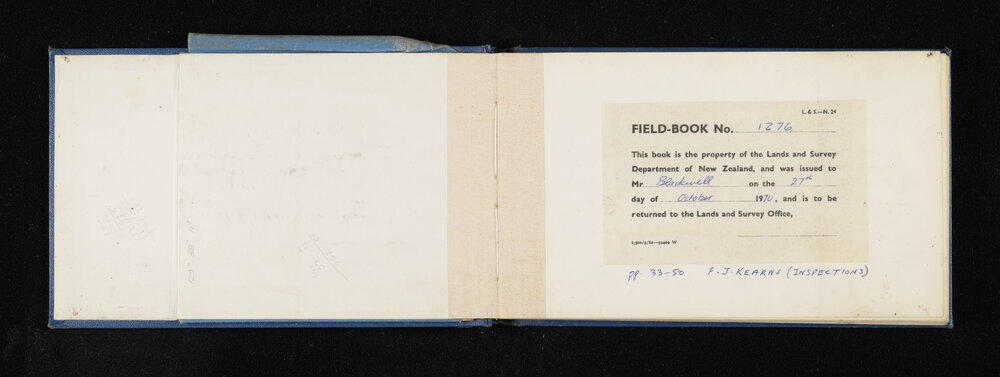 L. & S.—N. 24
FIELD-BOOK No. 1276
This book is the property of the Lands and Survey
Department of New Zealand, and was issued to
Mr Blackwell on the 27th
day of October 1970, and is to be
returned to the Lands and Survey Office,
pp. 33-50 F. J. KEARNS (INSPECTIONS)